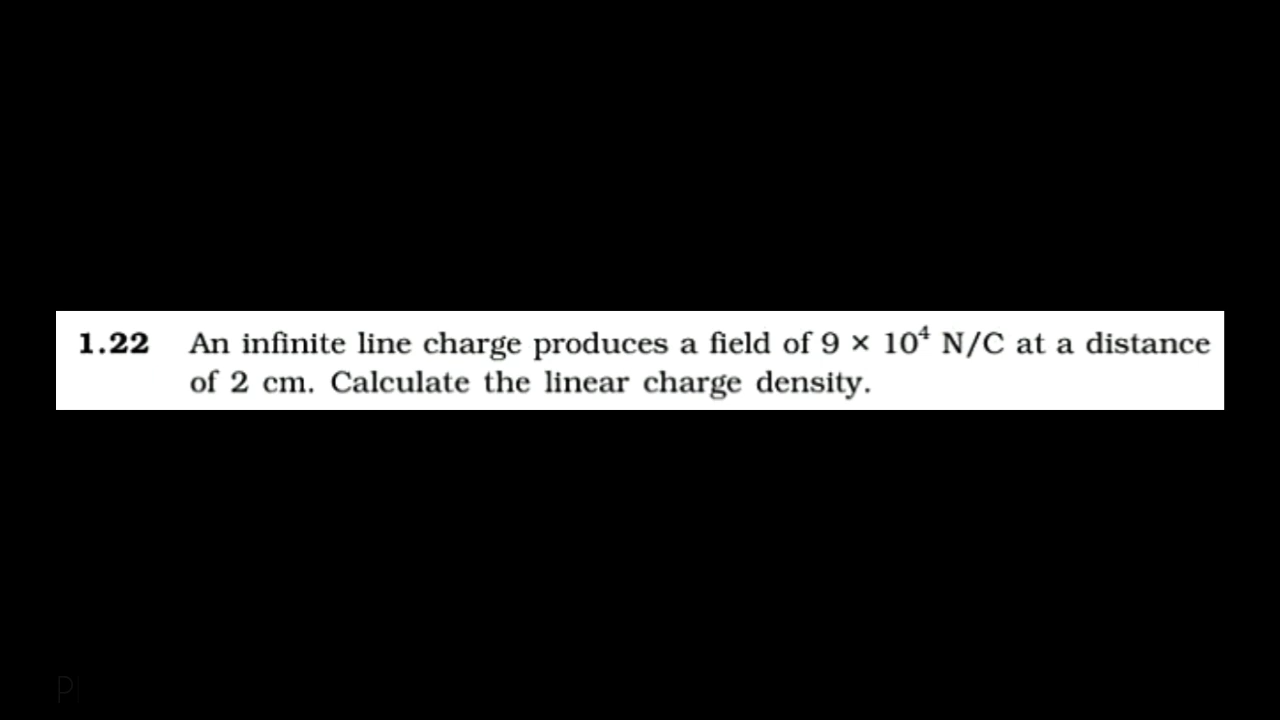 1.22 An infinite line charge produces a field of 9 × 10⁴ N/C at a distance
of 2 cm. Calculate the linear charge density.
P